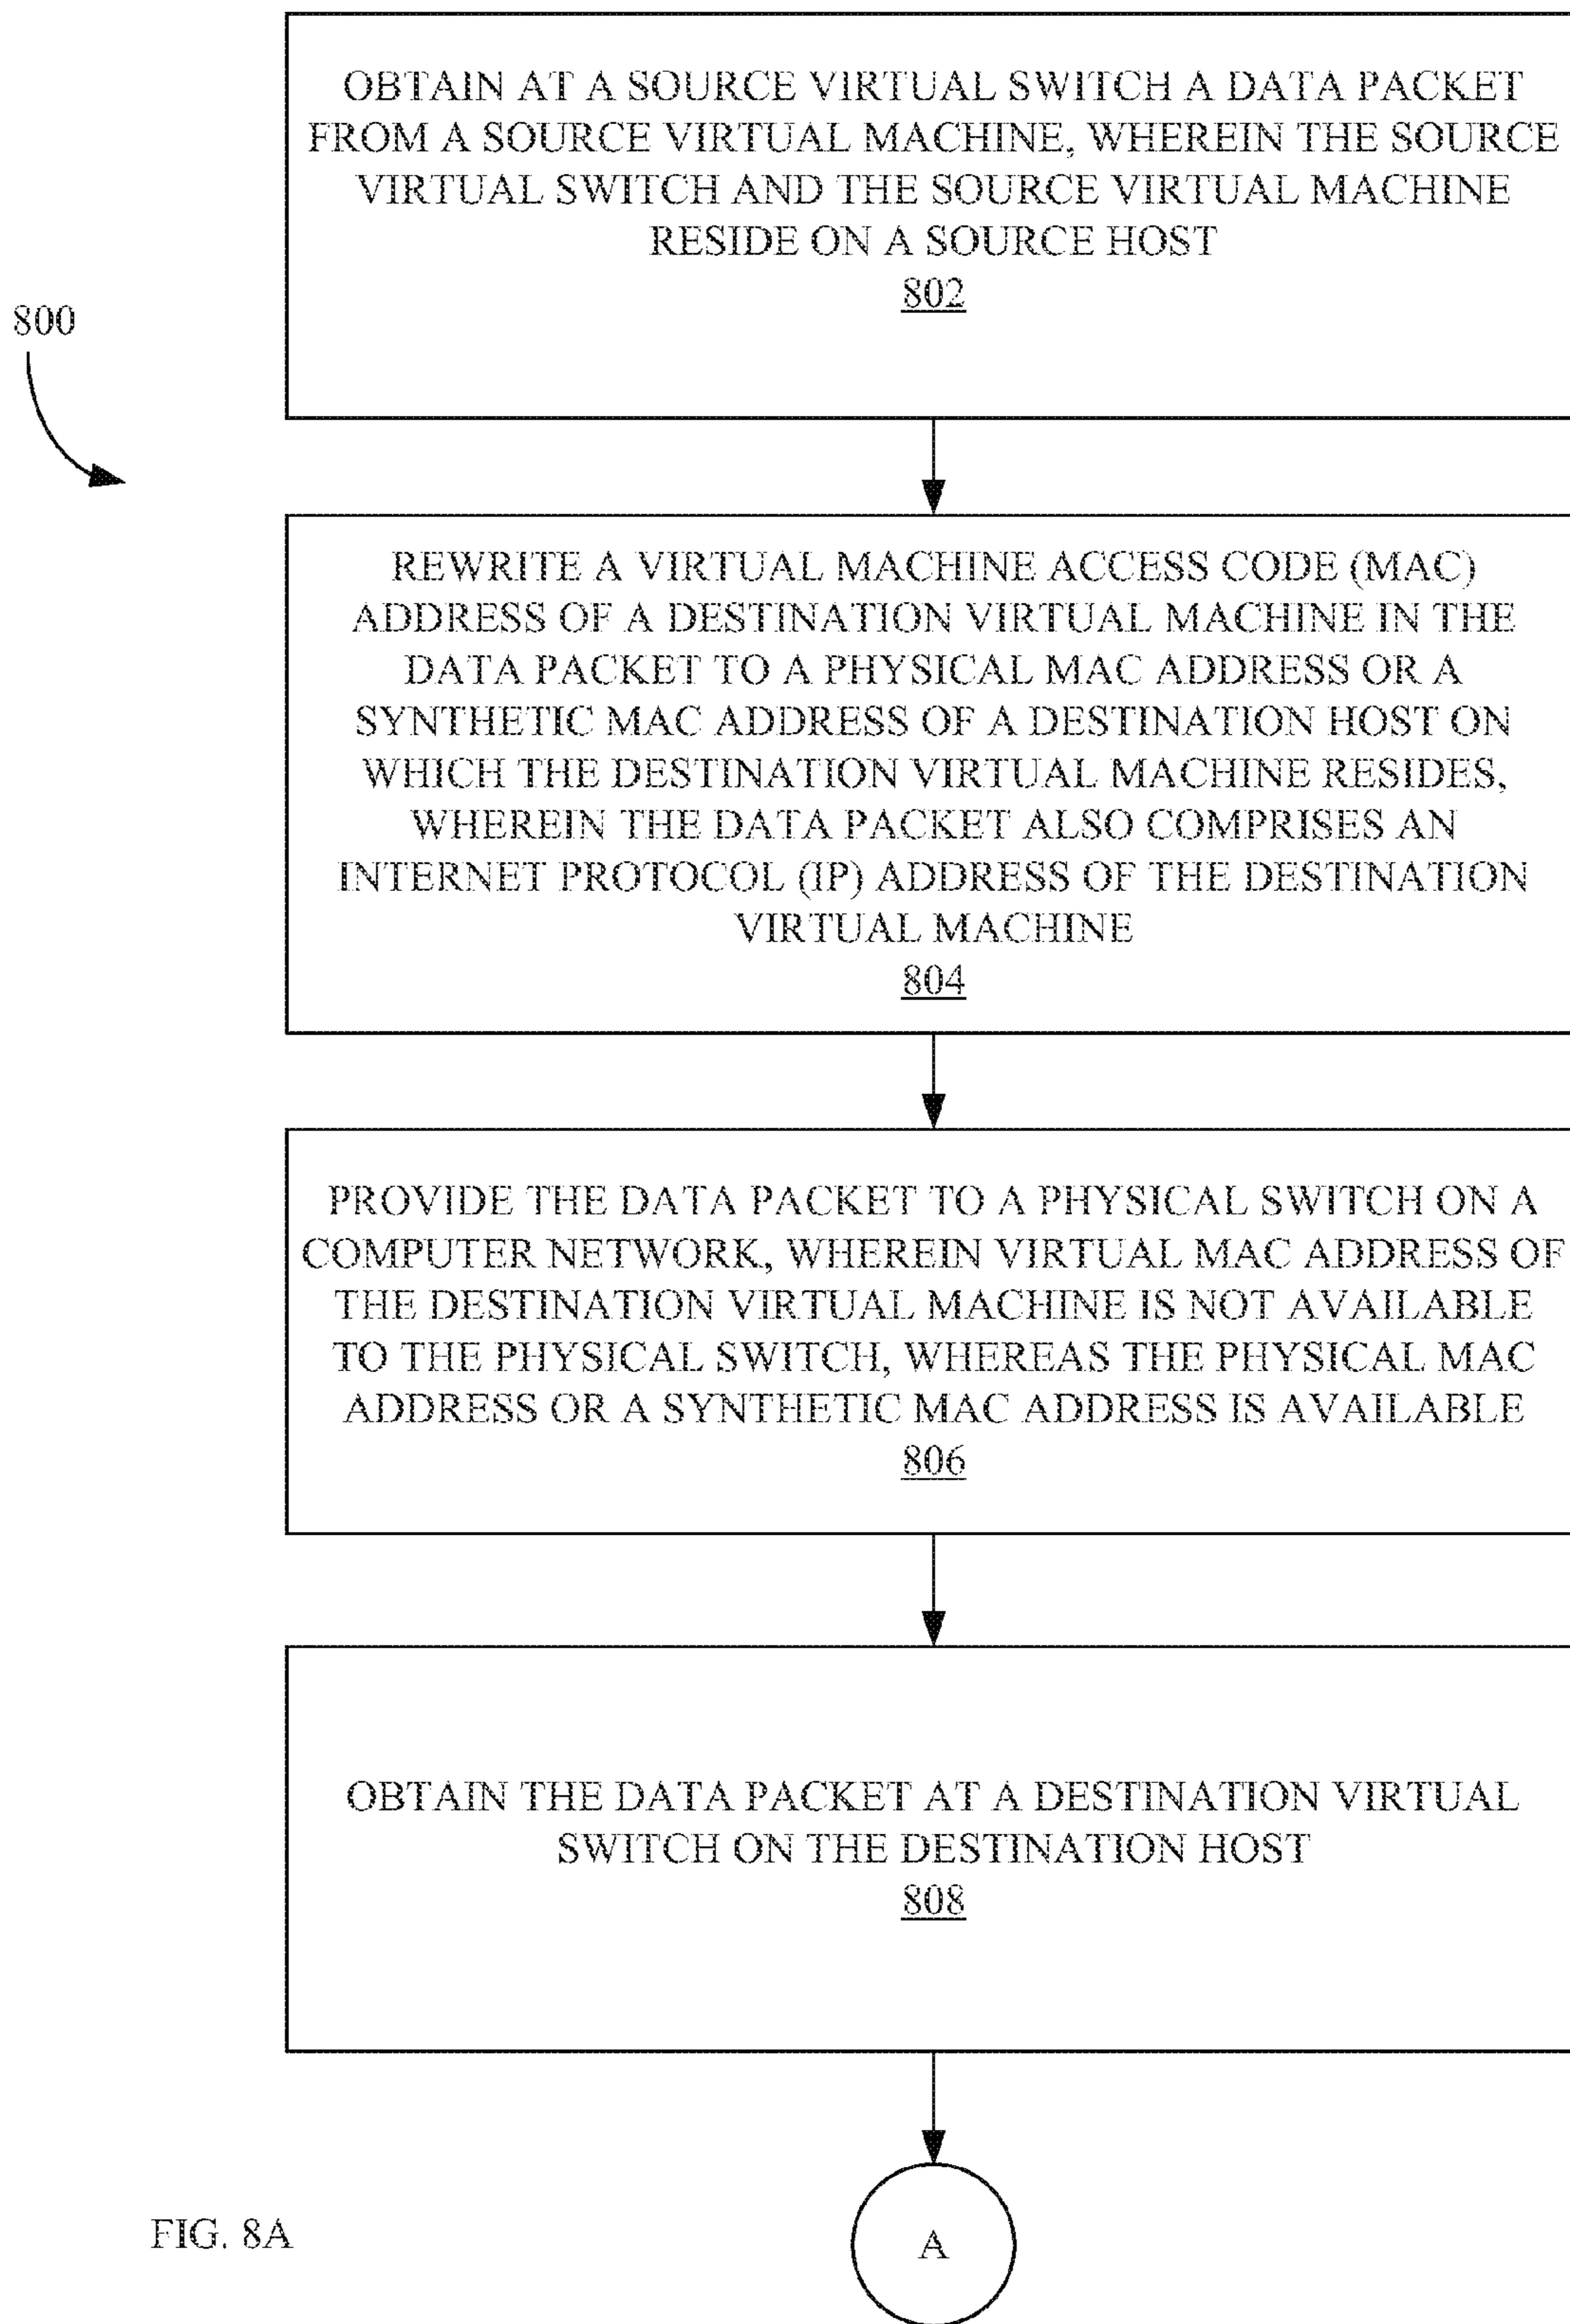 OBTAIN AT A SOURCE VIRTUAL SWITCH A DATA PACKET
FROM A SOURCE VIRTUAL MACHINE, WHEREIN THE SOURCE
VIRTUAL SWITCH AND THE SOURCE VIRTUAL MACHINE
RESIDE ON A SOURCE HOST
802
800
REWRITE A VIRTUAL MACHINE ACCESS CODE (MAC)
ADDRESS OF A DESTINATION VIRTUAL MACHINE IN THE
DATA PACKET TO A PHYSICAL MAC ADDRESS OR A
SYNTHETIC MAC ADDRESS OF A DESTINATION HOST ON
WHICH THE DESTINATION VIRTUAL MACHINE RESIDES,
WHEREIN THE DATA PACKET ALSO COMPRISES AN
INTERNET PROTOCOL (IP) ADDRESS OF THE DESTINATION
VIRTUAL MACHINE
804
PROVIDE THE DATA PACKET TO A PHYSICAL SWITCH ON A
COMPUTER NETWORK, WHEREIN VIRTUAL MAC ADDRESS OF
THE DESTINATION VIRTUAL MACHINE IS NOT AVAILABLE
TO THE PHYSICAL SWITCH, WHEREAS THE PHYSICAL MAC
ADDRESS OR A SYNTHETIC MAC ADDRESS IS AVAILABLE
806
OBTAIN THE DATA PACKET AT A DESTINATION VIRTUAL
SWITCH ON THE DESTINATION HOST
808
A
FIG. 8A